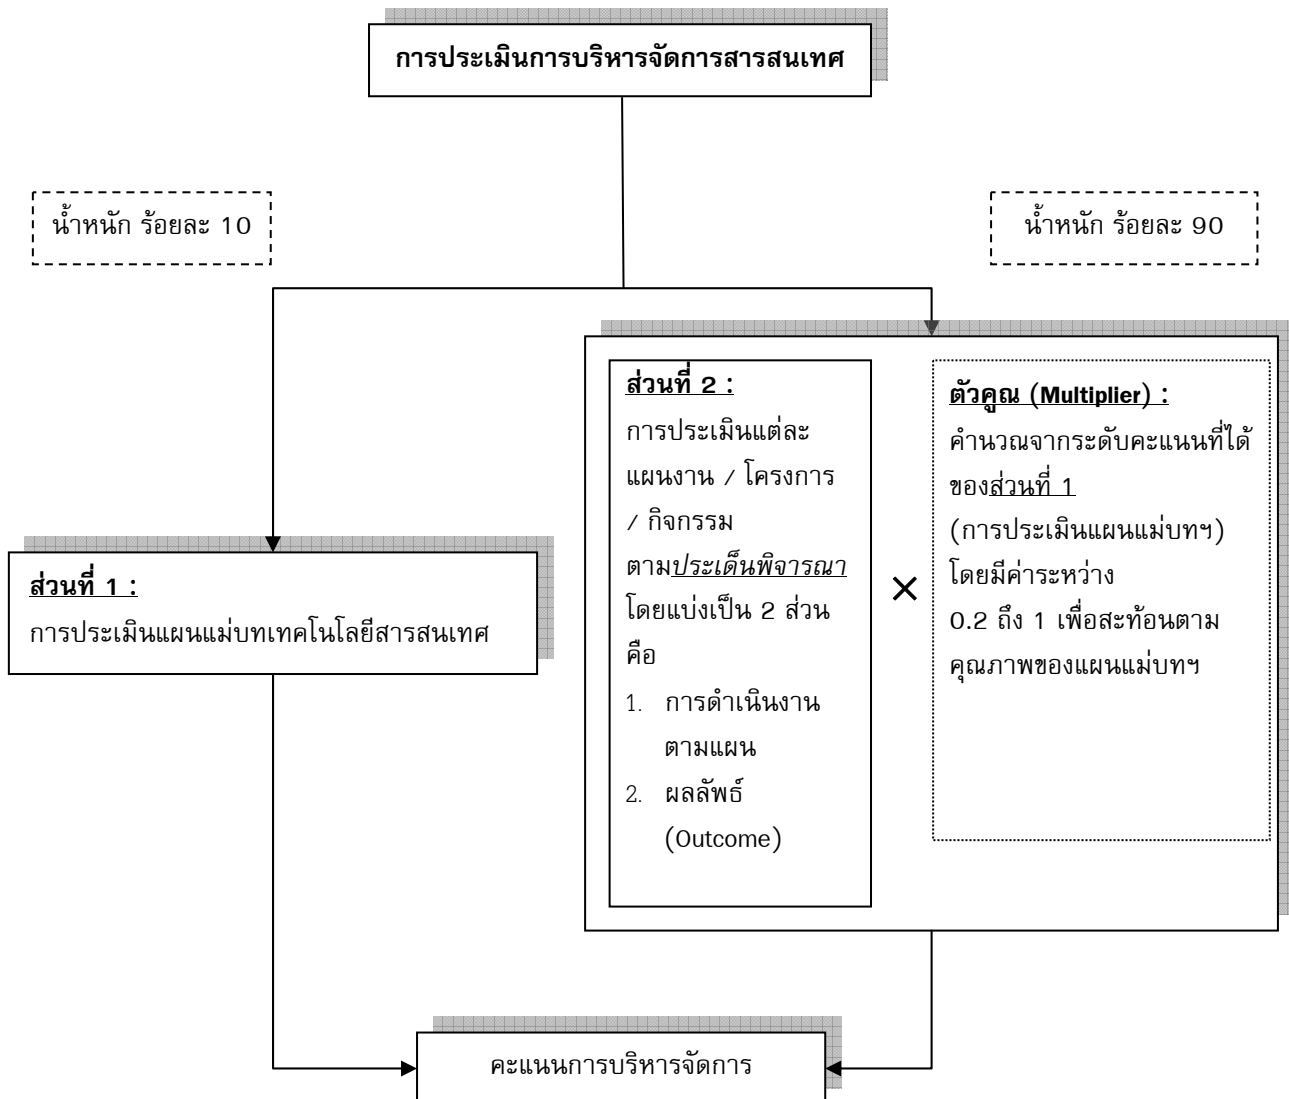 การประเมินการบริหารจัดการสารสนเทศ
น้ำหนัก ร้อยละ 10
น้ำหนัก ร้อยละ 90
ส่วนที่ 1 :
การประเมินแผนแม่บทเทคโนโลยีสารสนเทศ
ส่วนที่ 2 :
การประเมินแต่ละ
แผนงาน / โครงการ
/ กิจกรรม
ตามประเด็นพิจารณา
โดยแบ่งเป็น 2 ส่วน
คือ
1. การดำเนินงาน
ตามแผน
2. ผลลัพธ์
(Outcome)
×
ตัวคูณ (Multiplier) :
คำนวณจากระดับคะแนนที่ได้
ของส่วนที่ 1
(การประเมินแผนแม่บทฯ)
โดยมีค่าระหว่าง
0.2 ถึง 1 เพื่อสะท้อนตาม
คุณภาพของแผนแม่บทฯ
คะแนนการบริหารจัดการ